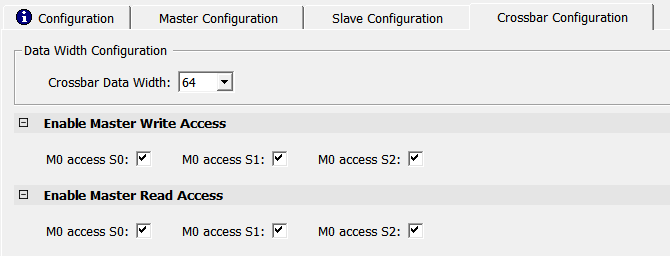 Configuration Master Configuration Slave Configuration Crossbar Configuration
Data Width Configuration
Crossbar Data Width: 64
Enable Master Write Access
M0 access S0: M0 access S1: M0 access S2:
Enable Master Read Access
M0 access S0: M0 access S1: M0 access S2: